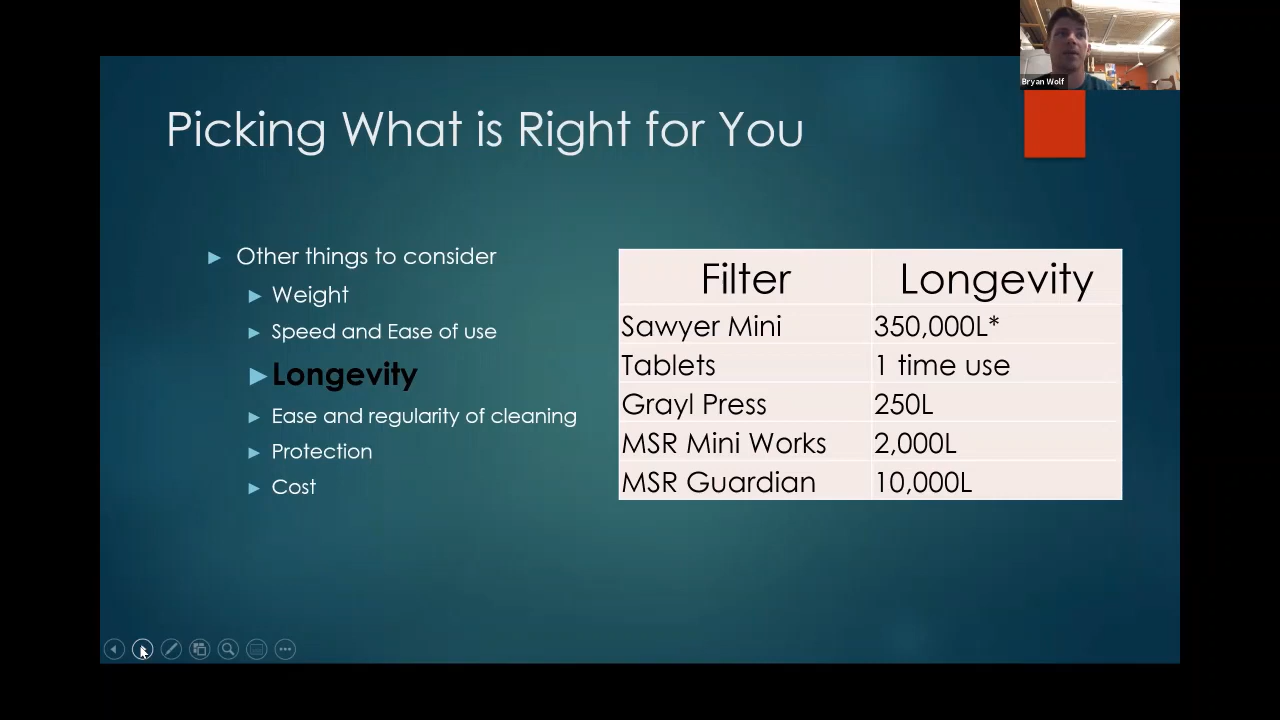 Bryan Wolf
Picking What is Right for You
Other things to consider
Weight
Speed and Ease of use
Longevity
Ease and regularity of cleaning
Protection
Cost
Filter Longevity
Sawyer Mini 350,000L*
Tablets 1 time use
Grayl Press 250L
MSR Mini Works 2,000L
MSR Guardian 10,000L